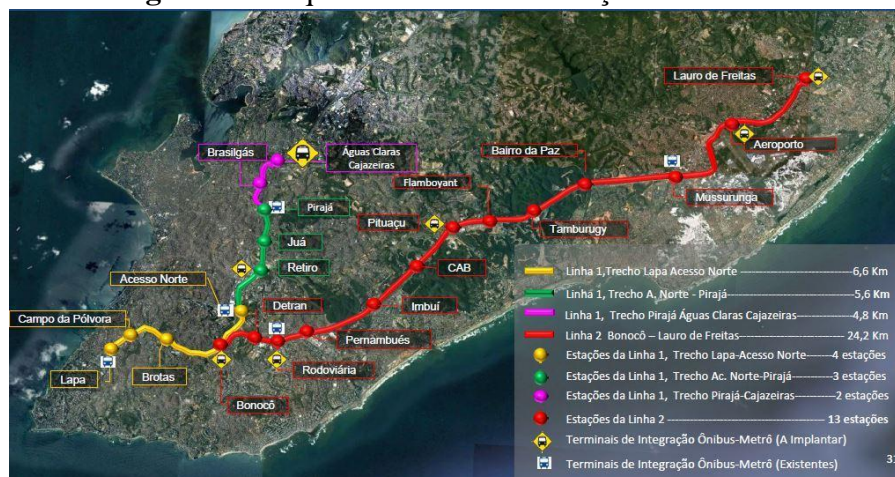 Lauro de Freitas
Aeroporto
Bairro da Paz
Brasilgás
Águas Claras
Cajazeiras
Flamboyant
Mussurunga
Pirajá
Pituaçu
Tamburugy
Juá
Retiro
CAB
Acesso Norte
Detran
Imbuí
Campo da Pólvora
Pernambués
Lapa
Brotas
Rodoviária
Bonocô
Linha 1,Trecho Lapa Acesso Norte ----------------------------6,6 Km
Linha 1, Trecho A. Norte - Pirajá --------------------------------5,6 Km
Linha 1, Trecho Pirajá Águas Claras Cajazeiras----------------4,8 Km
Linha 2 Bonocô – Lauro de Freitas---------------------------- 24,2 Km
Estações da Linha 1, Trecho Lapa-Acesso Norte------4 estações
Estações da Linha 1, Trecho Ac. Norte-Pirajá---------3 estações
Estações da Linha 1, Trecho Pirajá-Cajazeiras----------2 estações
Estações da Linha 2 ---------------------------------------- 13 estações
Terminais de Integração Ônibus-Metrô (A Implantar)
Terminais de Integração Ônibus-Metrô (Existentes)